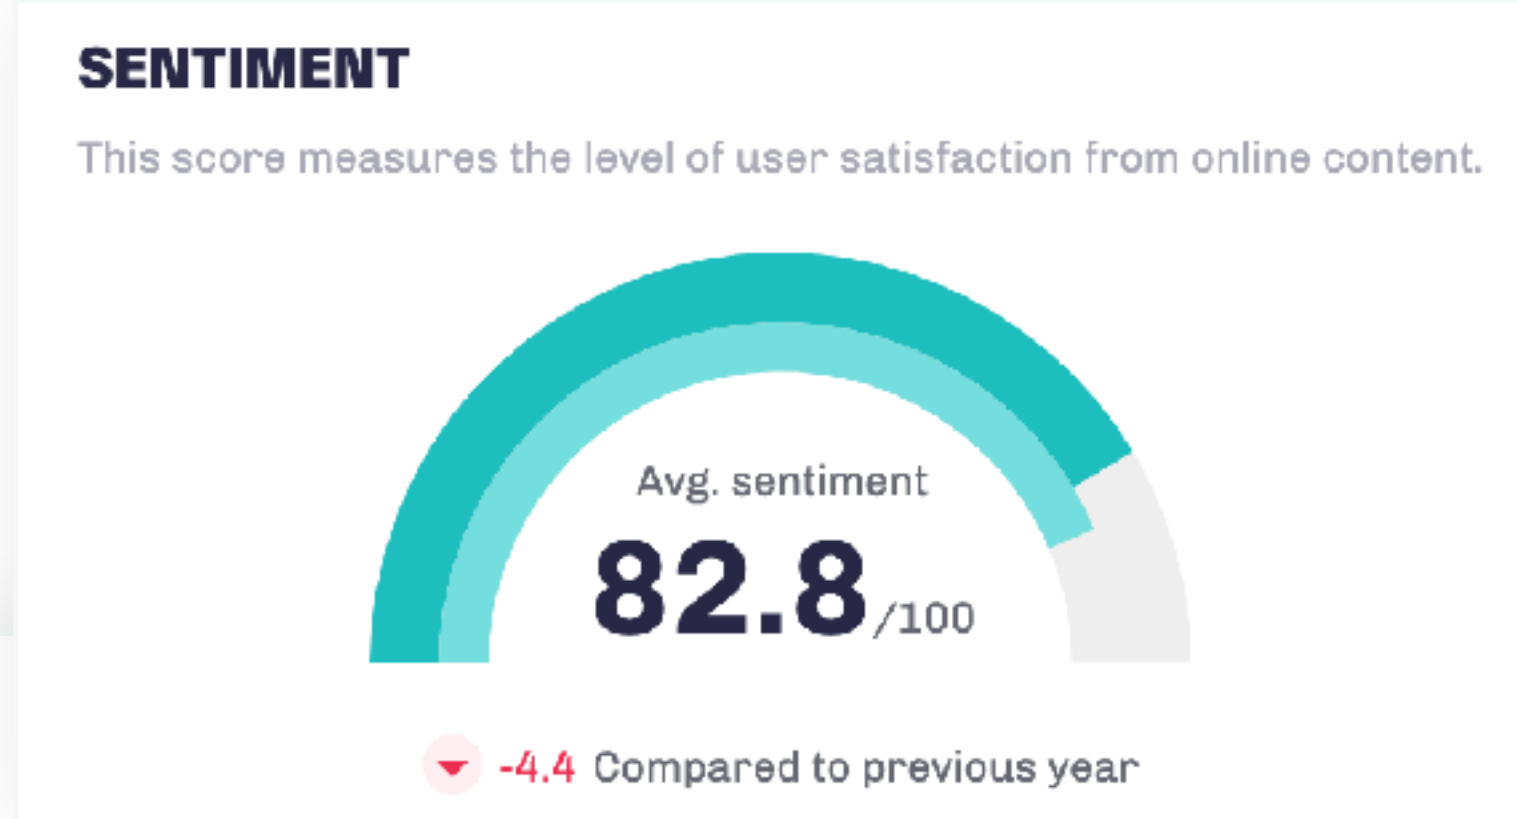 SENTIMENT
This score measures the level of user satisfaction from online content.
Avg. sentiment
82.8/100
-4.4 Compared to previous year